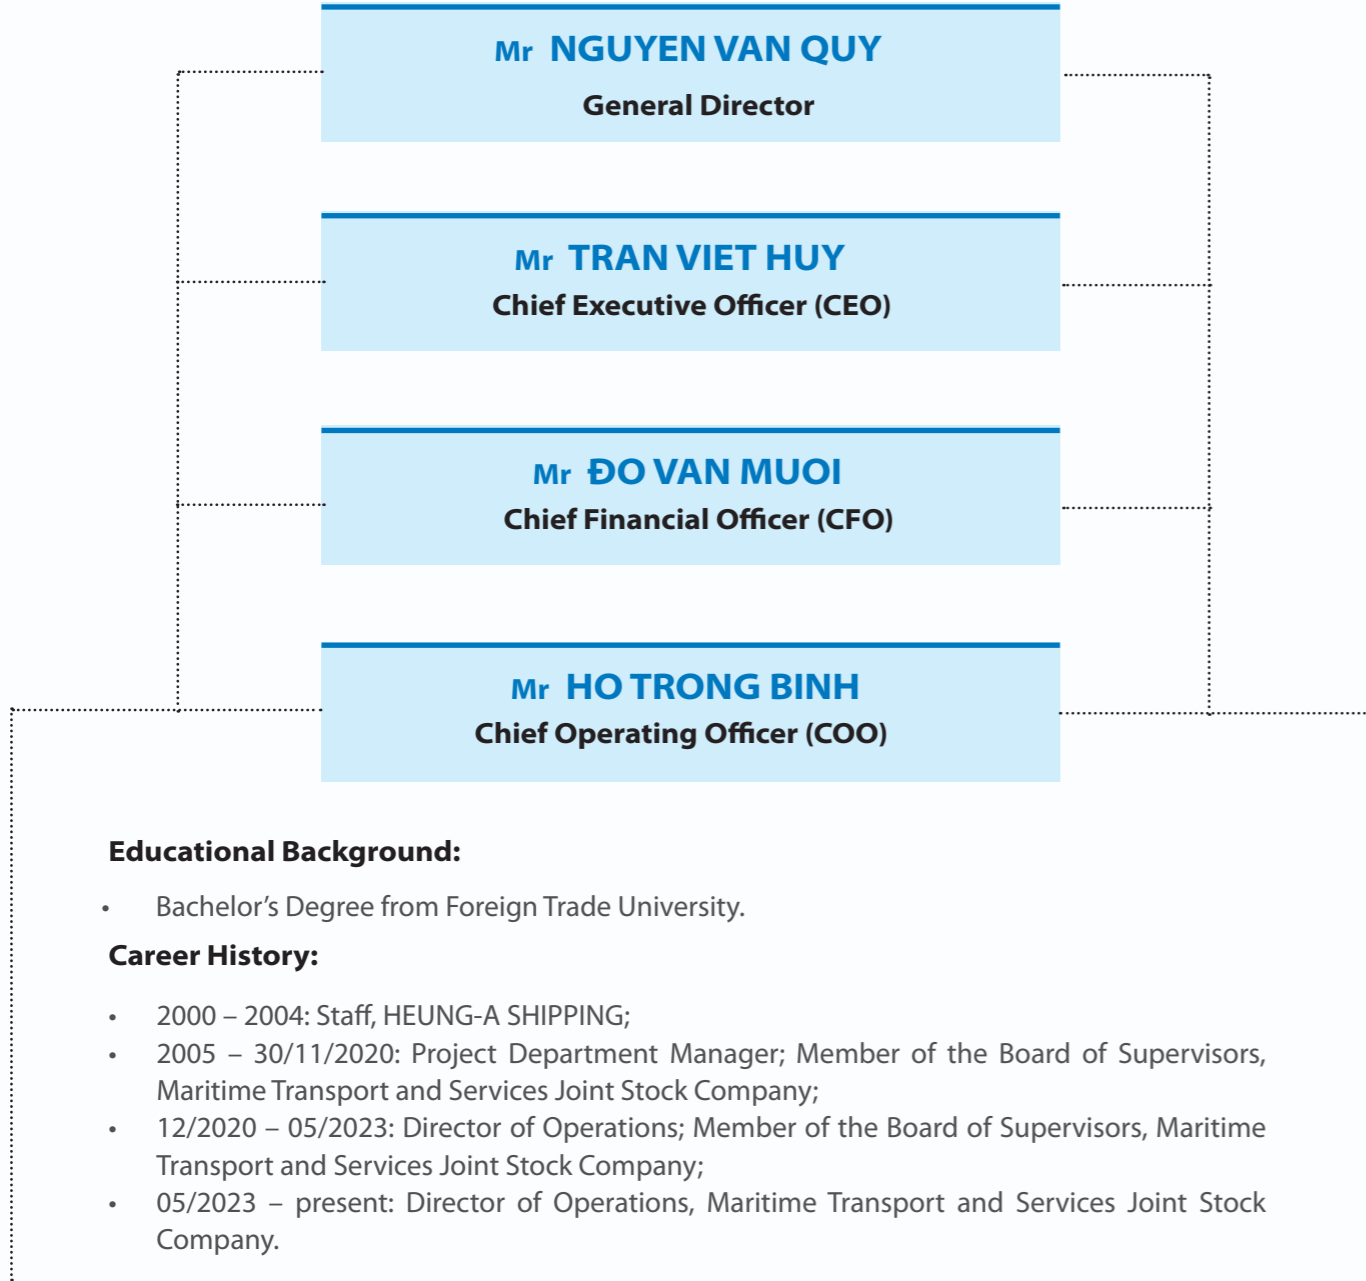 Mr NGUYEN VAN QUY
General Director
Mr TRAN VIET HUY
Chief Executive Officer (CEO)
Mr ĐO VAN MUOI
Chief Financial Officer (CFO)
Mr HO TRONG BINH
Chief Operating Officer (COO)
Educational Background:
• Bachelor’s Degree from Foreign Trade University.
Career History:
• 2000 – 2004: Staff, HEUNG-A SHIPPING;
• 2005 – 30/11/2020: Project Department Manager; Member of the Board of Supervisors,
Maritime Transport and Services Joint Stock Company;
• 12/2020 – 05/2023: Director of Operations; Member of the Board of Supervisors, Maritime
Transport and Services Joint Stock Company;
• 05/2023 – present: Director of Operations, Maritime Transport and Services Joint Stock
Company.